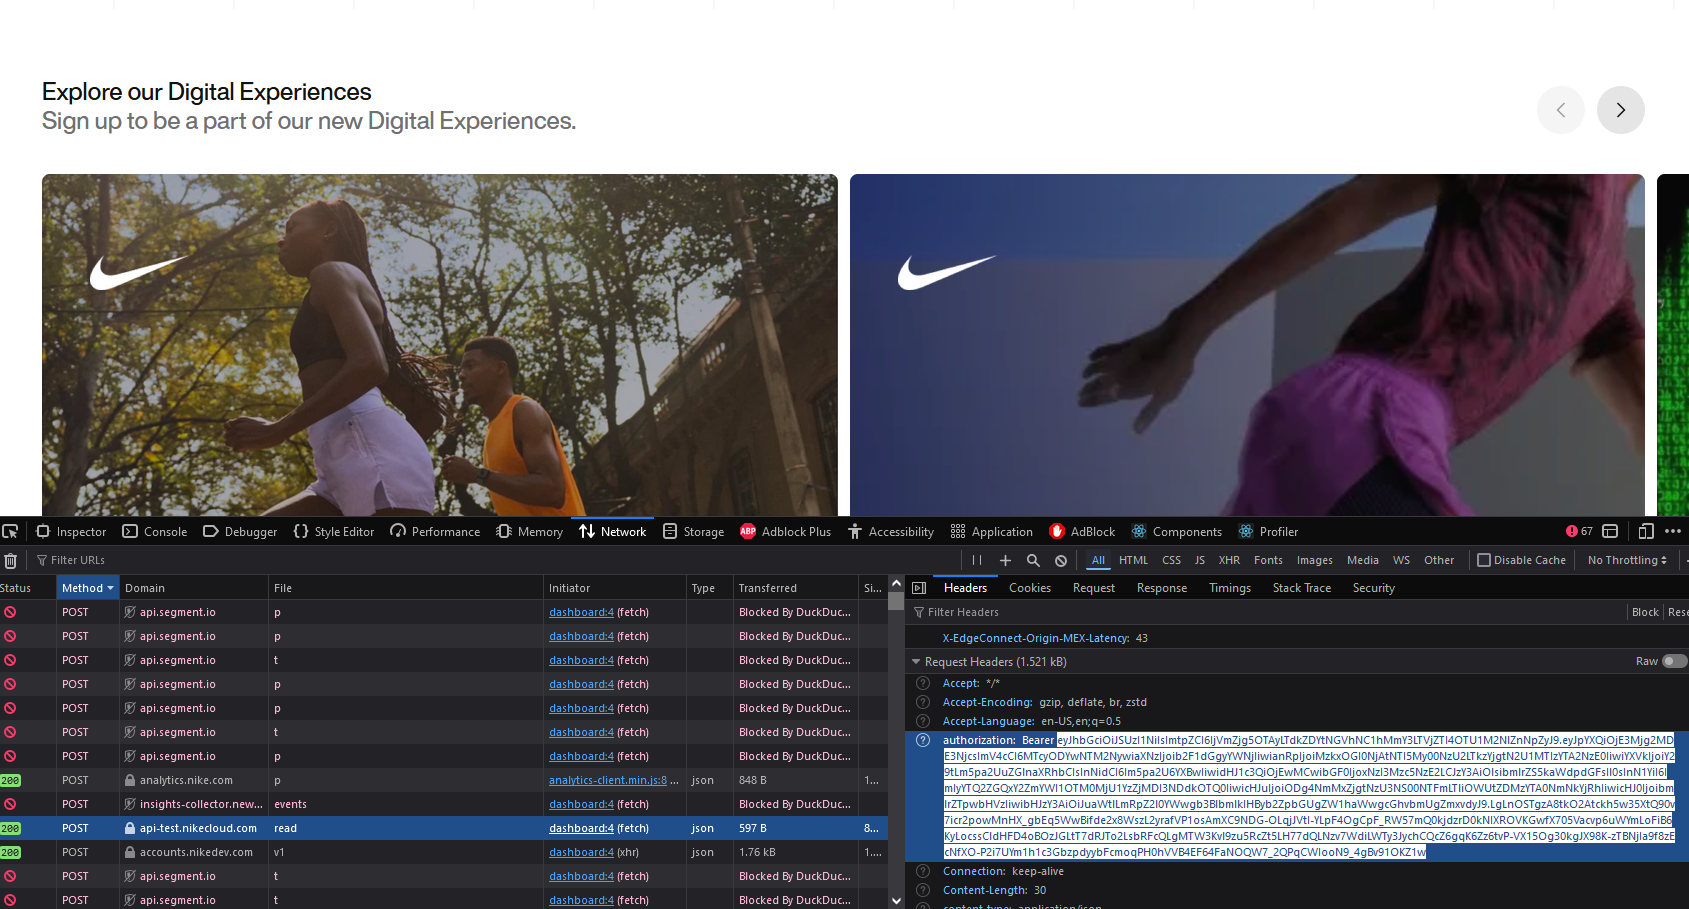 Explore our Digital Experiences
Sign up to be a part of our new Digital Experiences.
Inspector Console Debugger Style Editor Performance Memory Network Storage ABP Adblock Plus Accessibility Application AdBlock Components Profiler 67
Filter URLs All HTML CSS JS XHR Fonts Images Media WS Other Disable Cache No Throttling
Status Method Domain File Initiator Type Transferred Si...
POST api.segment.io p dashboard:4 (fetch) Blocked By DuckDuc...
POST api.segment.io p dashboard:4 (fetch) Blocked By DuckDuc...
POST api.segment.io t dashboard:4 (fetch) Blocked By DuckDuc...
POST api.segment.io p dashboard:4 (fetch) Blocked By DuckDuc...
POST api.segment.io p dashboard:4 (fetch) Blocked By DuckDuc...
POST api.segment.io t dashboard:4 (fetch) Blocked By DuckDuc...
POST api.segment.io p dashboard:4 (fetch) Blocked By DuckDuc...
200 POST analytics.nike.com p analytics-client.min.js:8 ... json 848 B 1...
POST insights-collector.new... events dashboard:4 (fetch) Blocked By DuckDuc...
200 POST api-test.nikecloud.com read dashboard:4 (fetch) json 597 B 8...
200 POST accounts.nikedev.com v1 dashboard:4 (xhr) json 1.76 kB 1....
POST api.segment.io t dashboard:4 (fetch) Blocked By DuckDuc...
POST api.segment.io t dashboard:4 (fetch) Blocked By DuckDuc...
Headers Cookies Request Response Timings Stack Trace Security
Filter Headers Block Rese
X-EdgeConnect-Origin-MEX-Latency: 43
Request Headers (1.521 kB) Raw
Accept: */*
Accept-Encoding: gzip, deflate, br, zstd
Accept-Language: en-US,en;q=0.5
authorization: Bearer
Connection: keep-alive
Content-Length: 30
content-type: application/json